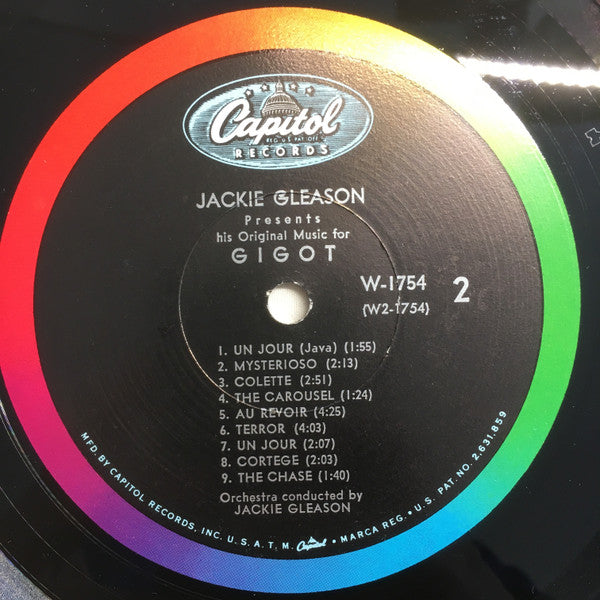 Capitol
REG. U.S. PAT. OFF.
RECORDS
JACKIE GLEASON
Presents
his Original Music for
GIGOT
W-1754
(W2-1754)
2
1. UN JOUR (Java) (1:55)
2. MYSTERIOSO (2:13)
3. COLETTE (2:51)
4. THE CAROUSEL (1:24)
5. AU REVOIR (4:25)
6. TERROR (4:03)
7. UN JOUR (2:07)
8. CORTEGE (2:03)
9. THE CHASE (1:40)
Orchestra conducted by
JACKIE GLEASON
MFD. BY CAPITOL RECORDS, INC. U.S.A. T.M. Capitol • MARCA REG. • U.S. PAT. NO. 2,631,859